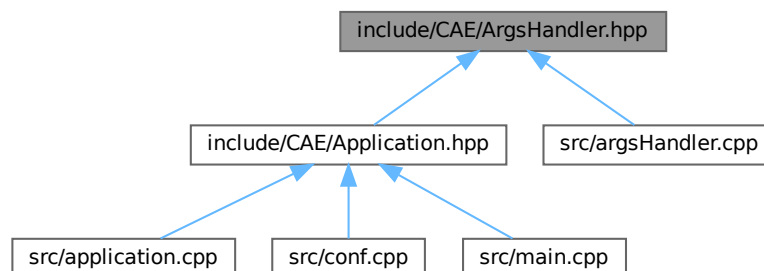 include/CAE/ArgsHandler.hpp
include/CAE/Application.hpp
src/argsHandler.cpp
src/application.cpp
src/conf.cpp
src/main.cpp